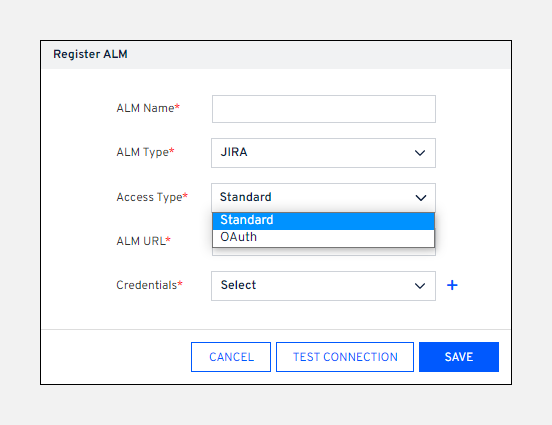 Register ALM
ALM Name*
ALM Type* JIRA
Access Type* Standard
Standard
OAuth
ALM URL*
Credentials* Select +
CANCEL TEST CONNECTION SAVE